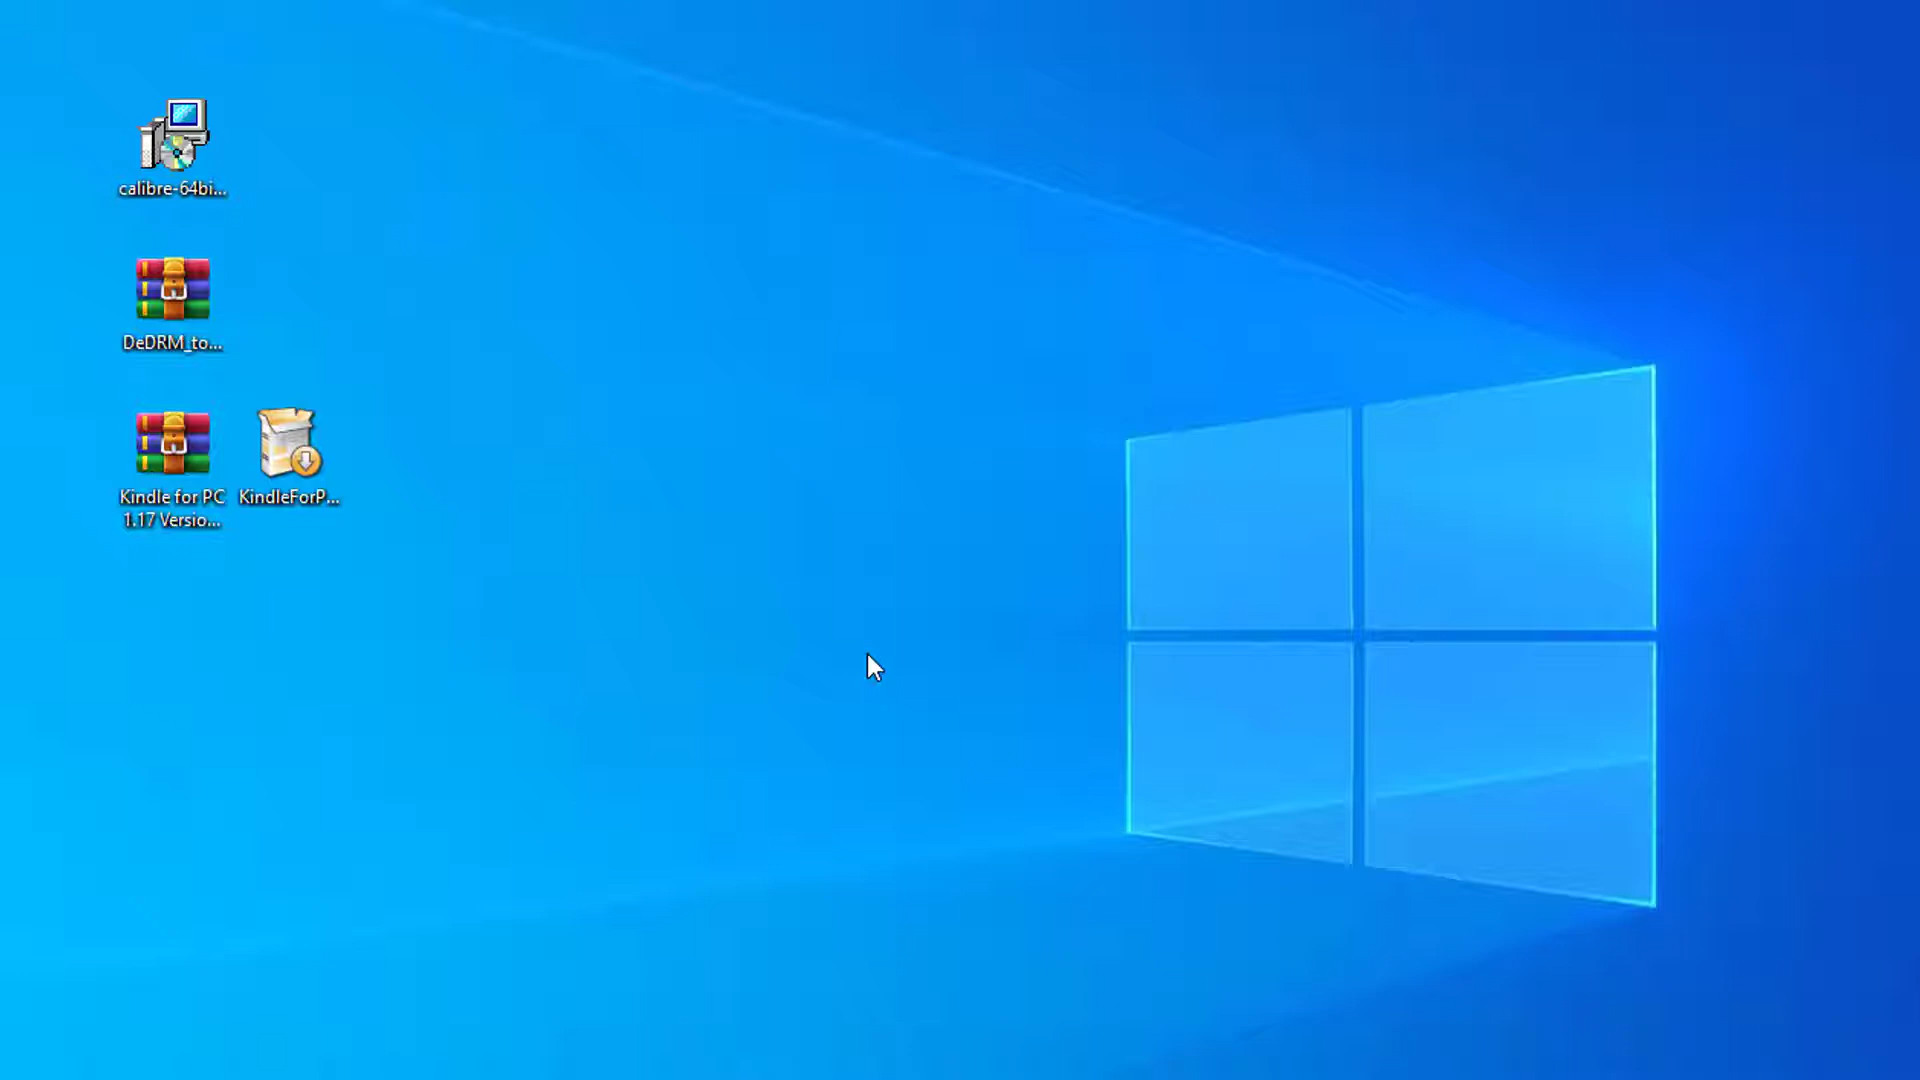 calibre-64bi...
DeDRM_to...
Kindle for PC
1.17 Versio...
KindleForP...